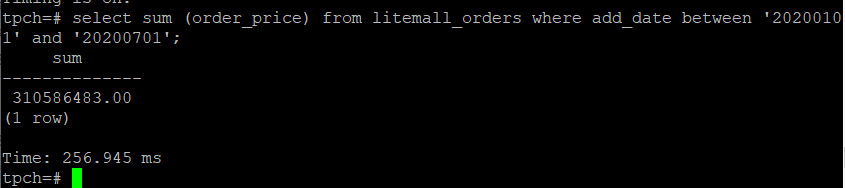 Timing is on.
tpch=# select sum (order_price) from litemall_orders where add_date between '2020010
1' and '20200701';
     sum
--------------
 310586483.00
(1 row)

Time: 256.945 ms
tpch=#